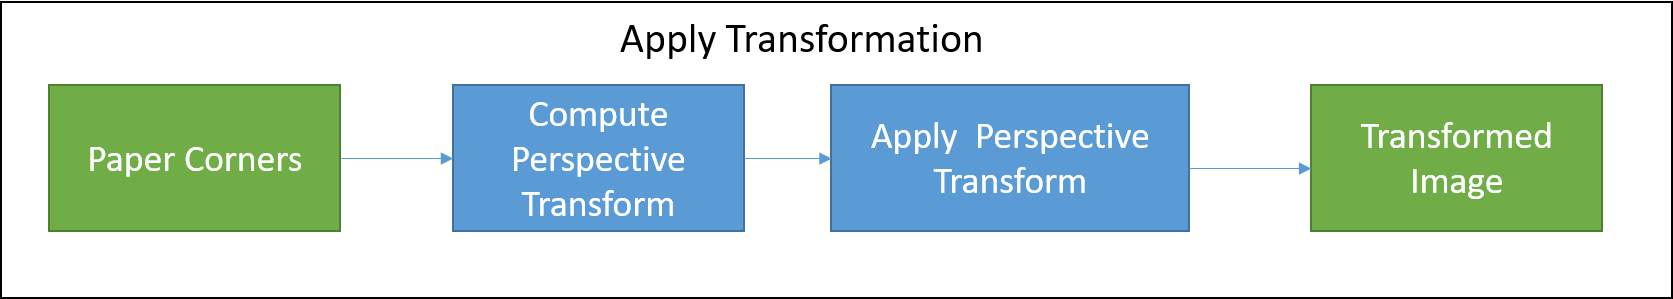 Apply Transformation
Paper Corners
Compute
Perspective
Transform
Apply  Perspective
Transform
Transformed
Image